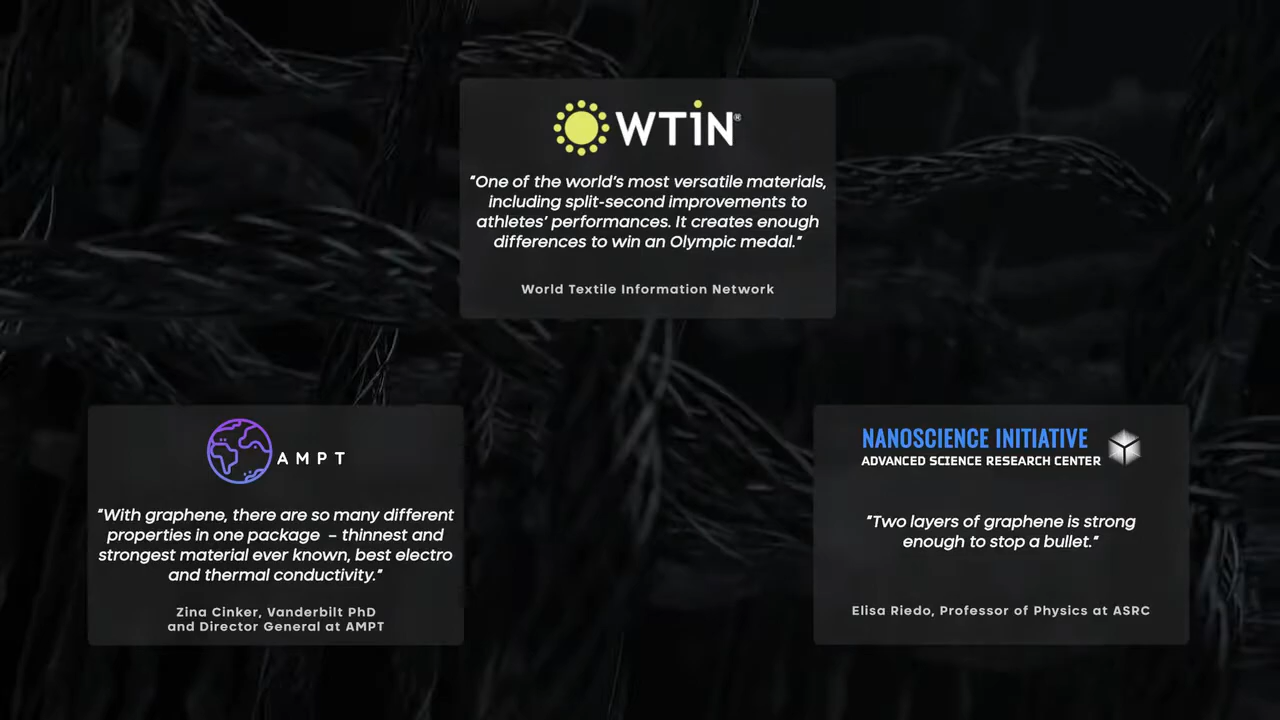 WTiN®
“One of the world’s most versatile materials,
including split-second improvements to
athletes’ performances. It creates enough
differences to win an Olympic medal.”
World Textile Information Network
AMPT
“With graphene, there are so many different
properties in one package – thinnest and
strongest material ever known, best electro
and thermal conductivity.”
Zina Cinker, Vanderbilt PhD
and Director General at AMPT
NANOSCIENCE INITIATIVE
ADVANCED SCIENCE RESEARCH CENTER
“Two layers of graphene is strong
enough to stop a bullet.“
Elisa Riedo, Professor of Physics at ASRC